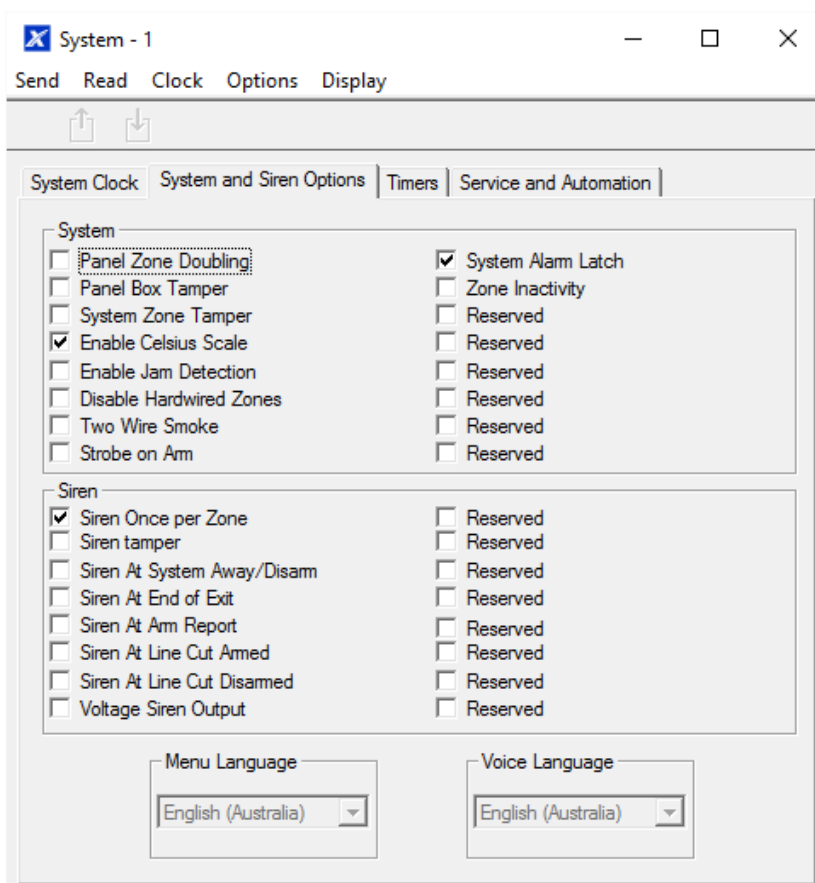 System - 1
Send Read Clock Options Display
System Clock System and Siren Options Timers Service and Automation
System
Panel Zone Doubling System Alarm Latch
Panel Box Tamper Zone Inactivity
System Zone Tamper Reserved
Enable Celsius Scale Reserved
Enable Jam Detection Reserved
Disable Hardwired Zones Reserved
Two Wire Smoke Reserved
Strobe on Arm Reserved
Siren
Siren Once per Zone Reserved
Siren tamper Reserved
Siren At System Away/Disarm Reserved
Siren At End of Exit Reserved
Siren At Arm Report Reserved
Siren At Line Cut Armed Reserved
Siren At Line Cut Disarmed Reserved
Voltage Siren Output Reserved
Menu Language Voice Language
English (Australia) English (Australia)